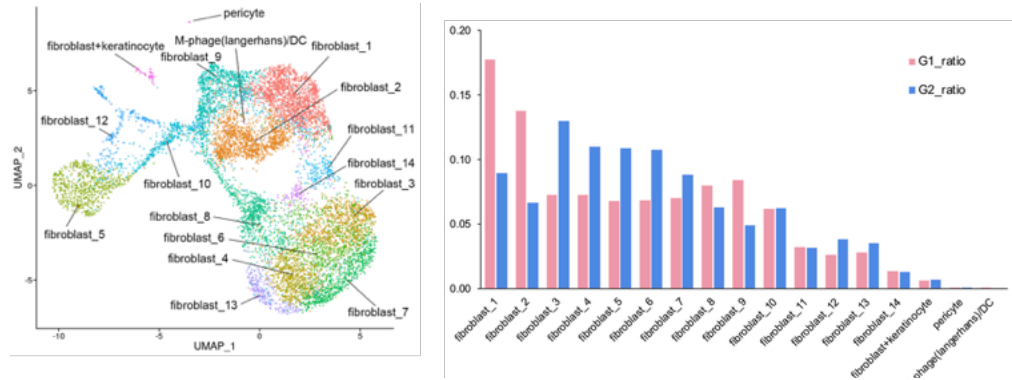 pericyte
M-phage(langerhans)/DC
fibroblast+keratinocyte
fibroblast_9
fibroblast_1
fibroblast_2
fibroblast_12
fibroblast_11
fibroblast_14
fibroblast_10
fibroblast_3
fibroblast_5
fibroblast_8
fibroblast_6
fibroblast_4
fibroblast_13
fibroblast_7
UMAP_2
5
0
-5
-10
-5
0
5
UMAP_1
0.20
0.15
0.10
0.05
0.00
G1_ratio
G2_ratio
fibroblast_1
fibroblast_2
fibroblast_3
fibroblast_4
fibroblast_5
fibroblast_6
fibroblast_7
fibroblast_8
fibroblast_9
fibroblast_10
fibroblast_11
fibroblast_12
fibroblast_13
fibroblast_14
fibroblast+keratinocyte
pericyte
phage(langerhans)/DC